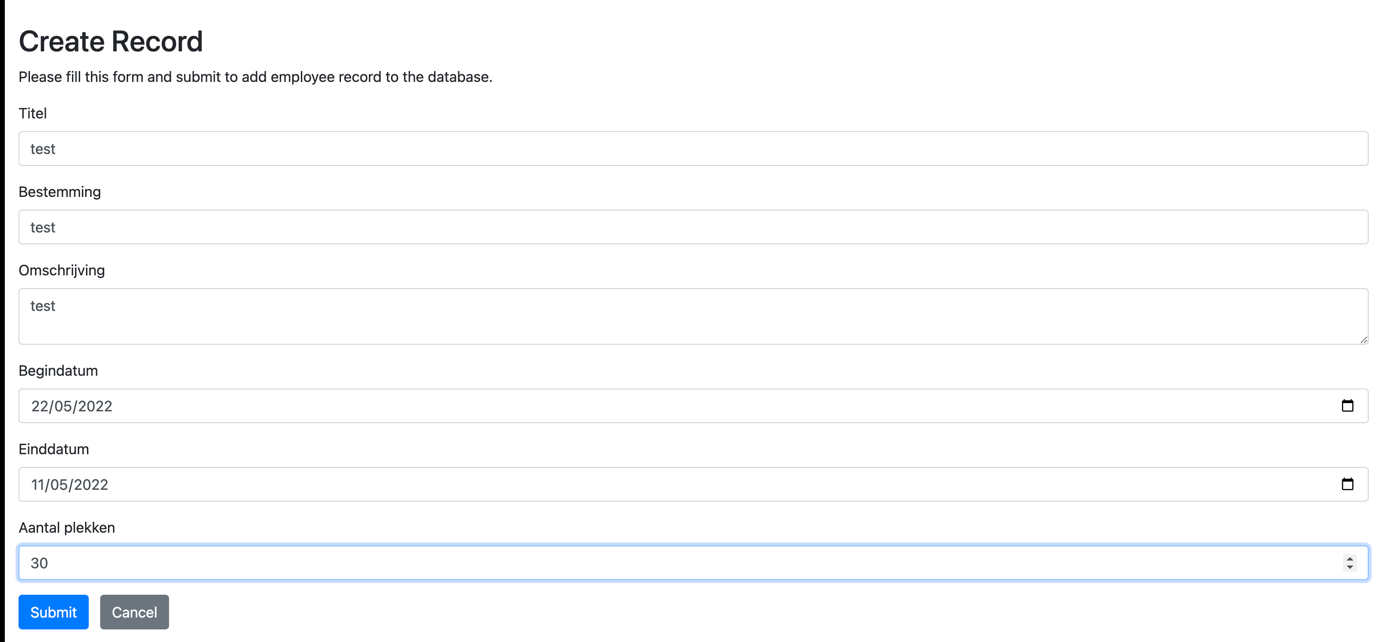 Create Record
Please fill this form and submit to add employee record to the database.
Titel
test
Bestemming
test
Omschrijving
test
Begindatum
22/05/2022
Einddatum
11/05/2022
Aantal plekken
30
Submit Cancel